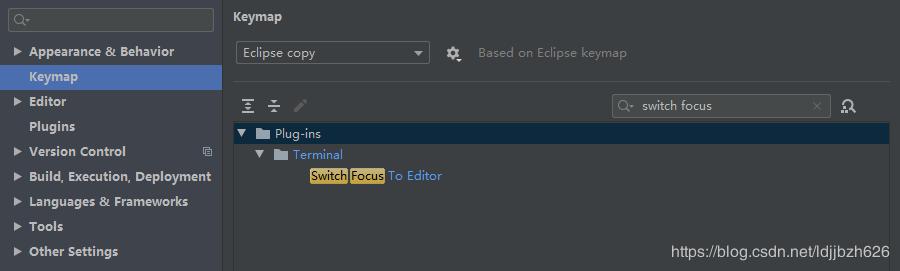 Appearance & Behavior
Keymap
Editor
Plugins
Version Control
Build, Execution, Deployment
Languages & Frameworks
Tools
Other Settings
Keymap
Eclipse copy
Based on Eclipse keymap
switch focus
Plug-ins
Terminal
Switch Focus To Editor
https://blog.csdn.net/ldjjbzh626